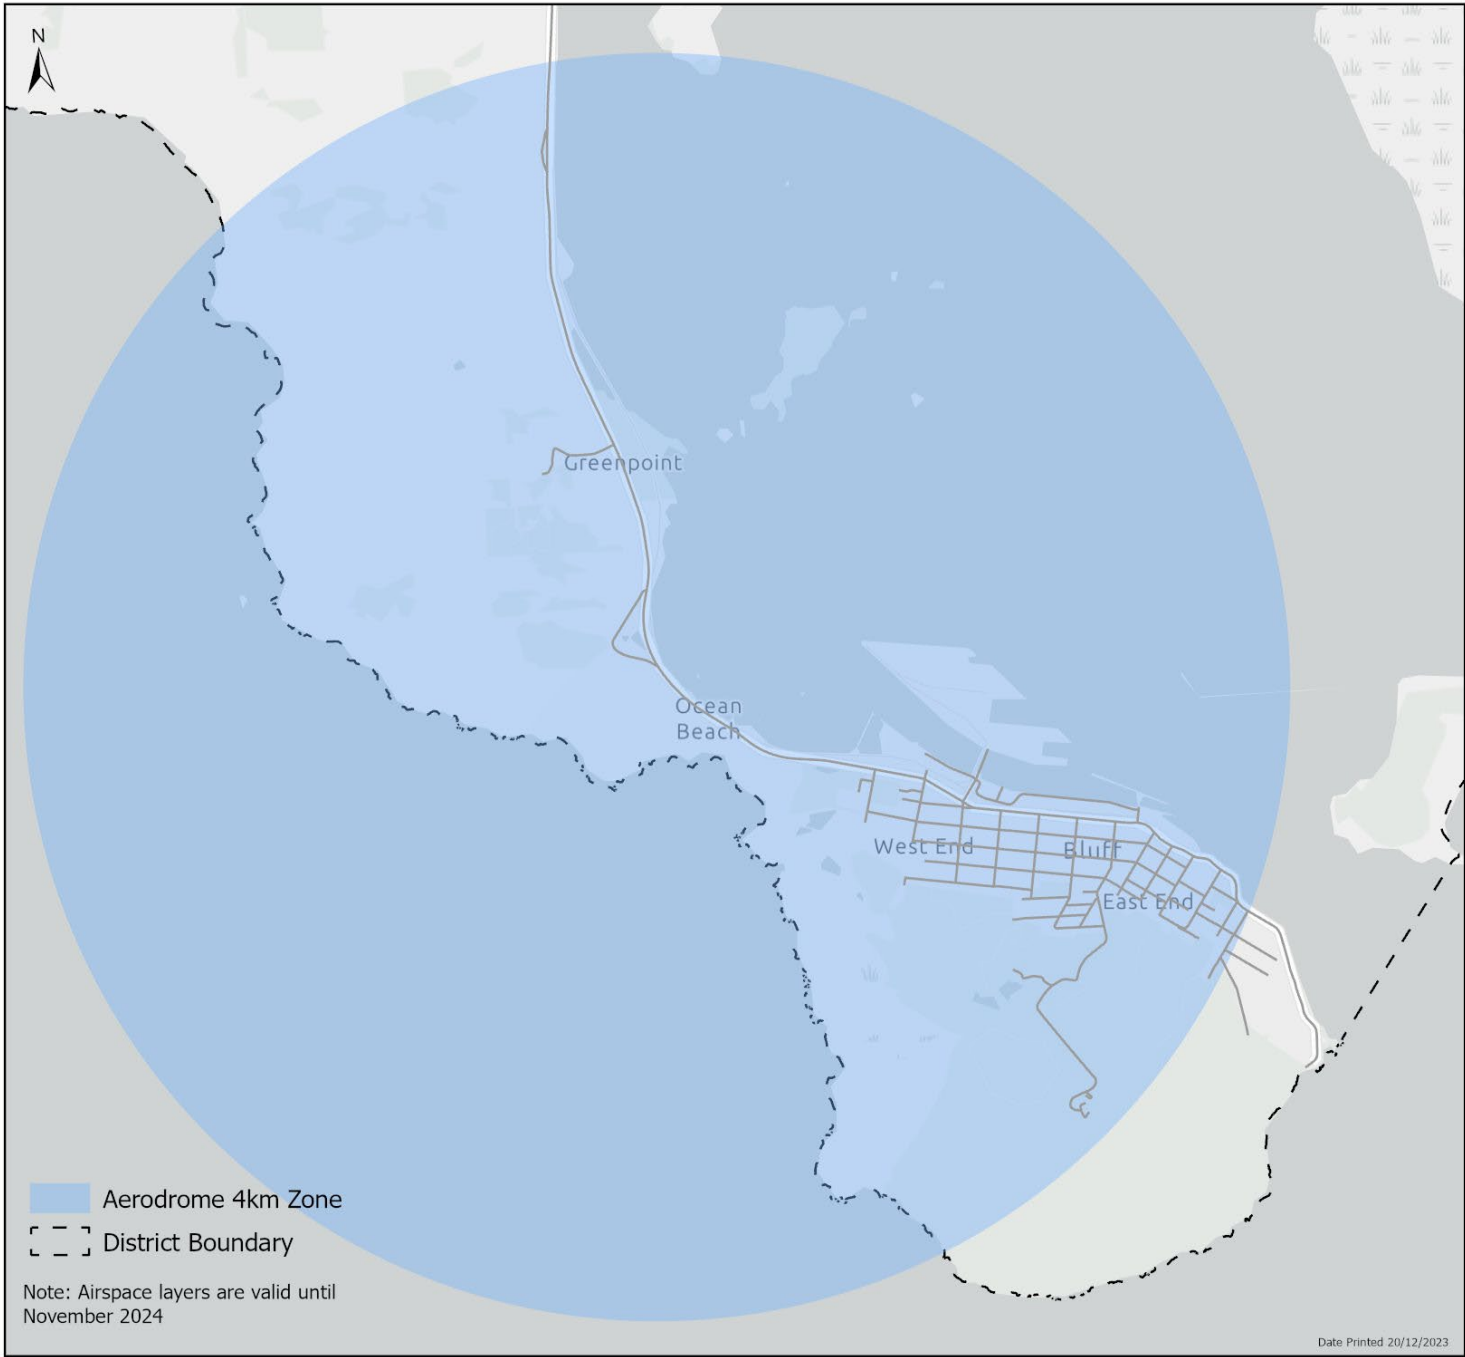 N
Greenpoint
Ocean
Beach
West End
Bluff
East End
Aerodrome 4km Zone
District Boundary
Note: Airspace layers are valid until
November 2024
Date Printed 20/12/2023